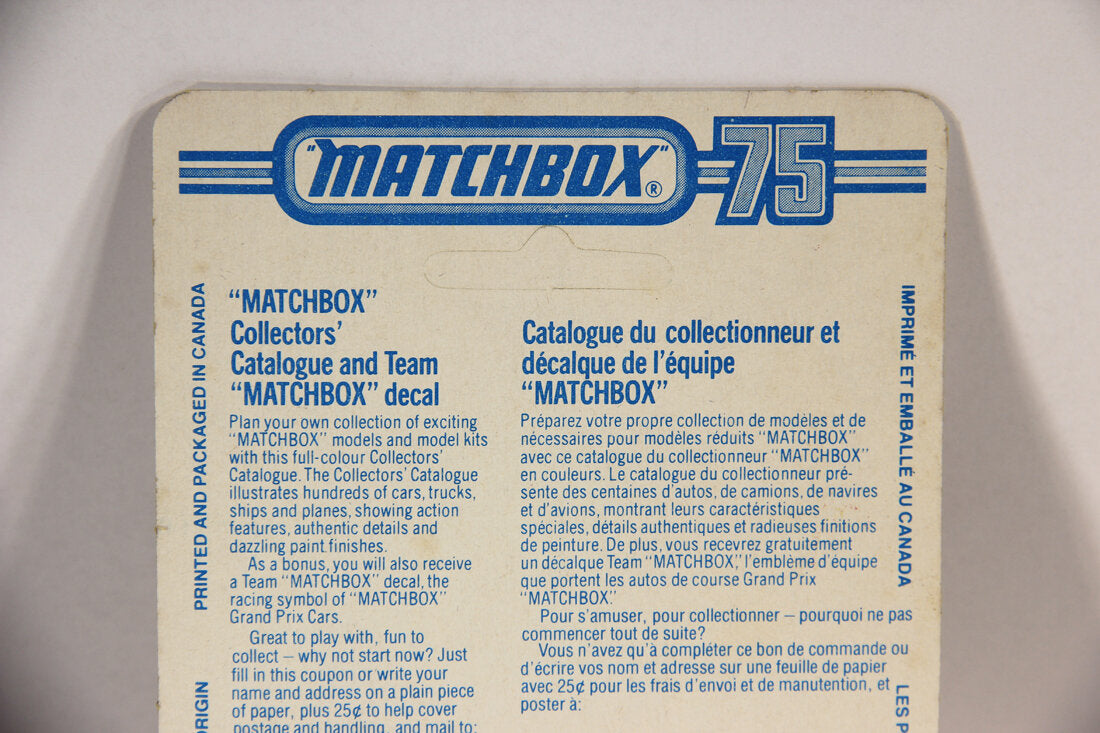 "MATCHBOX"® 75
"MATCHBOX"
Collectors'
Catalogue and Team
"MATCHBOX" decal
Plan your own collection of exciting
"MATCHBOX" models and model kits
with this full-colour Collectors'
Catalogue. The Collectors' Catalogue
illustrates hundreds of cars, trucks,
ships and planes, showing action
features, authentic details and
dazzling paint finishes.
As a bonus, you will also receive
a Team "MATCHBOX" decal, the
racing symbol of "MATCHBOX"
Grand Prix Cars.
Great to play with, fun to
collect — why not start now? Just
fill in this coupon or write your
name and address on a plain piece
of paper, plus 25¢ to help cover
postage and handling, and mail to:
Catalogue du collectionneur et
décalque de l'équipe
"MATCHBOX"
Préparez votre propre collection de modèles et de
nécessaires pour modèles réduits "MATCHBOX"
avec ce catalogue du collectionneur "MATCHBOX"
en couleurs. Le catalogue du collectionneur pré-
sente des centaines d'autos, de camions, de navires
et d'avions, montrant leurs caractéristiques
spéciales, détails authentiques et radieuses finitions
de peinture. De plus, vous recevrez gratuitement
un décalque Team "MATCHBOX", l'emblème d'équipe
que portent les autos de course Grand Prix
"MATCHBOX".
Pour s'amuser, pour collectionner — pourquoi ne pas
commencer tout de suite?
Vous n'avez qu'à compléter ce bon de commande ou
d'écrire vos nom et adresse sur une feuille de papier
avec 25¢ pour les frais d'envoi et de manutention, et
poster à:
PRINTED AND PACKAGED IN CANADA
IMPRIMÉ ET EMBALLÉ AU CANADA
LES